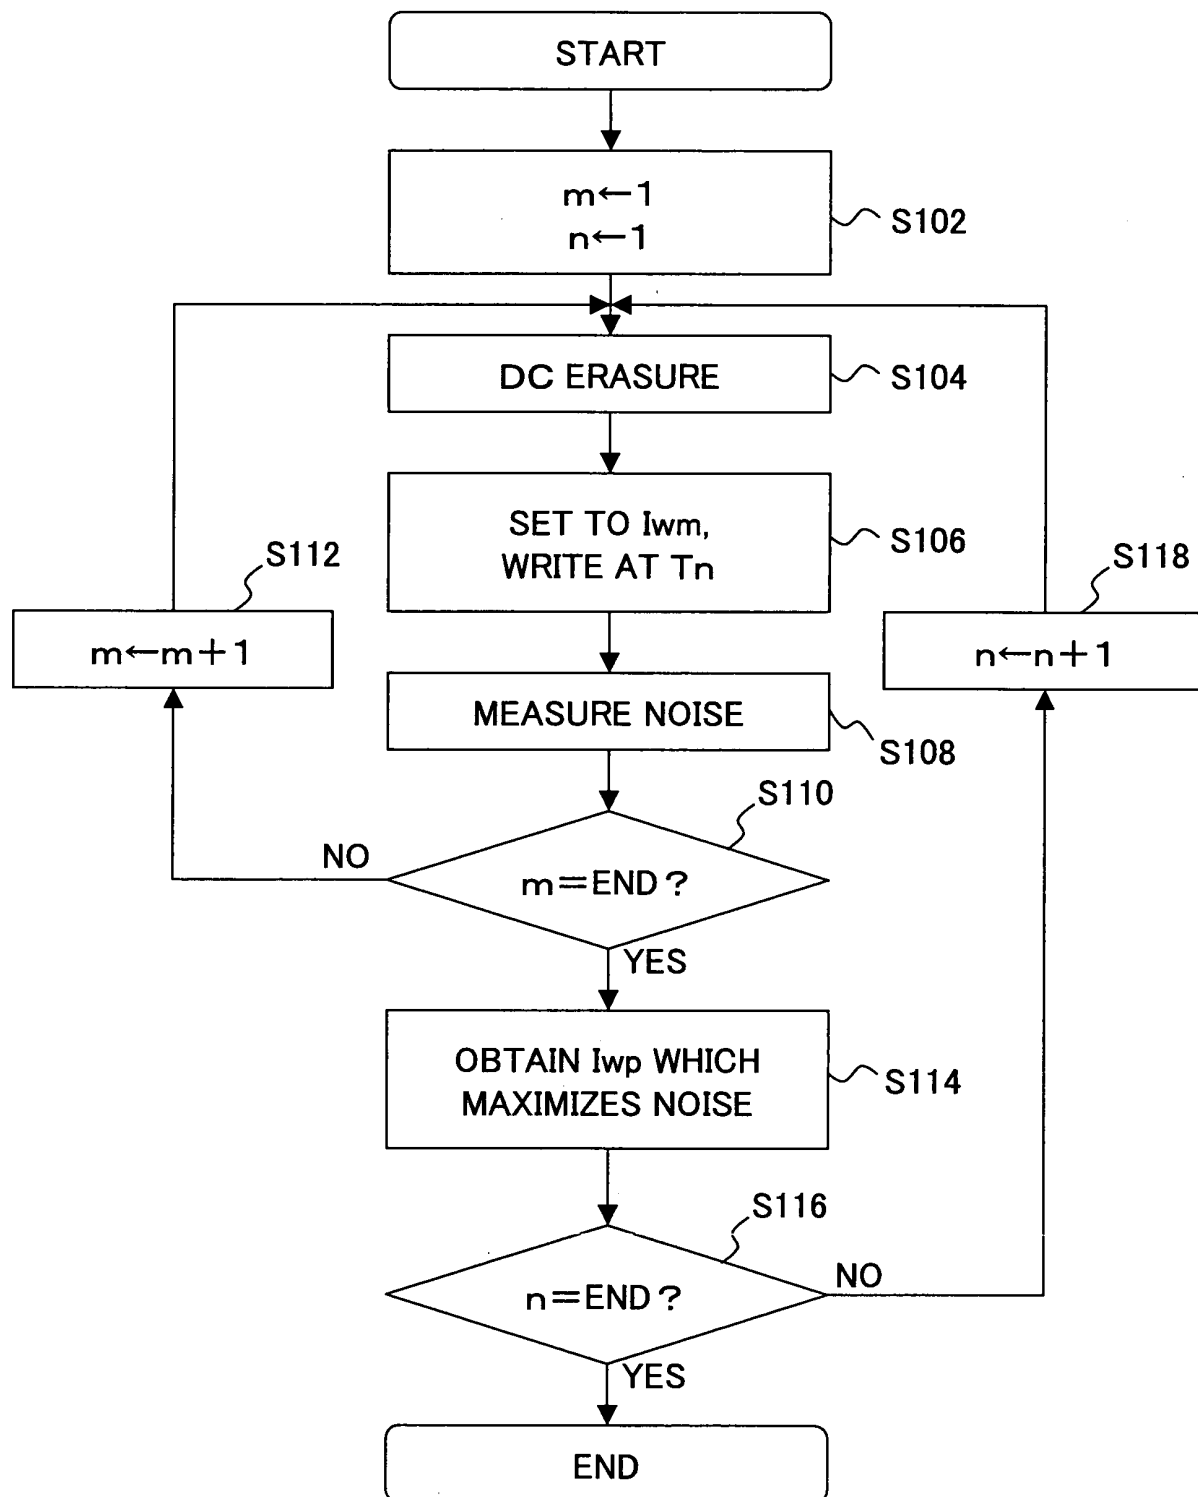 START
m←1
n←1
S102
DC ERASURE
S104
SET TO Iwm,
WRITE AT Tn
S106
S112
m←m+1
S118
n←n+1
MEASURE NOISE
S108
S110
NO
m=END?
YES
OBTAIN Iwp WHICH
MAXIMIZES NOISE
S114
S116
n=END?
NO
YES
END